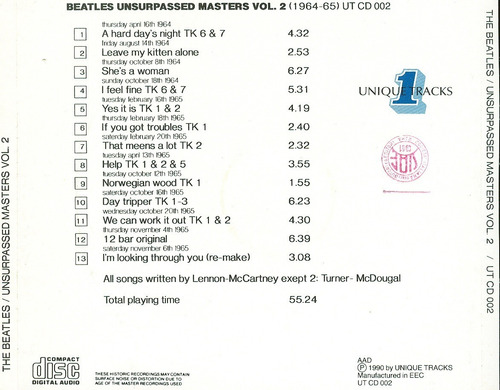 BEATLES UNSURPASSED MASTERS VOL. 2 (1964-65) UT CD 002
thursday april 16th 1964
1 A hard day's night TK 6 & 7 4.32
friday august 14th 1964
2 Leave my kitten alone 2.53
thursday october 8th 1964
3 She's a woman 6.27
sunday october 18th 1964
4 I feel fine TK 6 & 7 5.31
tuesday february 16th 1965
5 Yes it is TK 1 & 2 4.19
thursday february 18th 1965
6 If you got troubles TK 1 2.40
saturday february 20th 1965
7 That meens a lot TK 2 2.32
tuesday april 13th 1965
8 Help TK 1 & 2 & 5 3.55
tuesday october 12th 1965
9 Norwegian wood TK 1 1.55
saturday october 16th 1965
10 Day tripper TK 1-3 6.23
wednesday october 20th 1965
11 We can work it out TK 1 & 2 4.30
thursday november 4th 1965
12 12 bar original 6.39
saturday november 6th 1965
13 I'm looking through you (re-make) 3.08
All songs written by Lennon-McCartney exept 2: Turner- McDougal
Total playing time 55.24
UNIQUE 1 TRACKS
THE BEATLES / UNSURPASSED MASTERS VOL. 2
THE BEATLES / UNSURPASSED MASTERS VOL. 2 / UT CD 002
COMPACT
disc
DIGITAL AUDIO
THESE HISTORIC RECORDINGS MAY CONTAIN
SURFACE NOISE OR DISTORTION DUE TO
AGE OF THE MASTER RECORDINGS USED
AAD
Ⓟ 1990 by UNIQUE TRACKS
Manufactured in EEC
UT CD 002